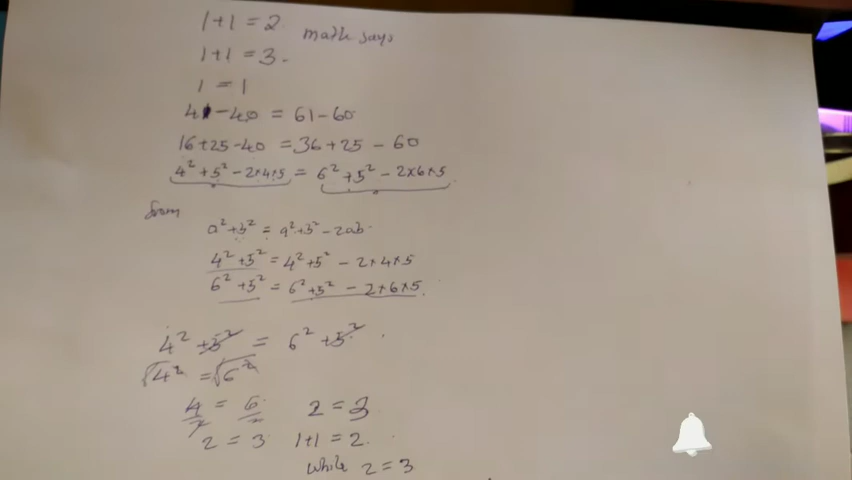 1+1 = 2
math says
1+1 = 3.
1 = 1
41-40 = 61-60
16+25-40 = 36+25-60
4²+5²-2×4×5 = 6²+5²-2×6×5
from
a²+b² = a²+b²-2ab.
4²+5² = 4²+5² - 2×4×5
6²+5² = 6²+5² - 2×6×5
4²+5² = 6²+5²
√4² = √6²
4/2 = 6/2 2 = 3
2 = 3 1+1 = 2.
while 2 = 3